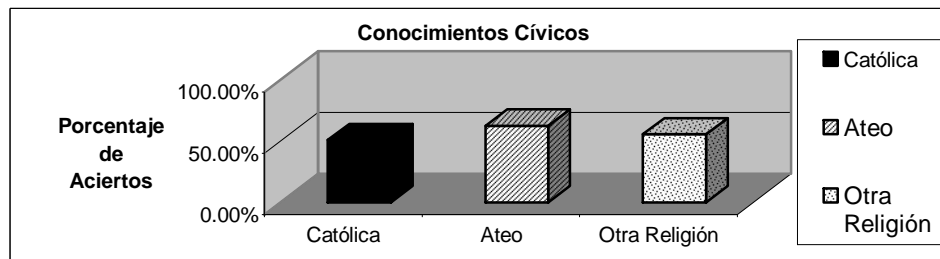 Conocimientos Cívicos
Porcentaje
de
Aciertos
100.00%
50.00%
0.00%
Católica
Ateo
Otra Religión
Católica
Ateo
Otra
Religión